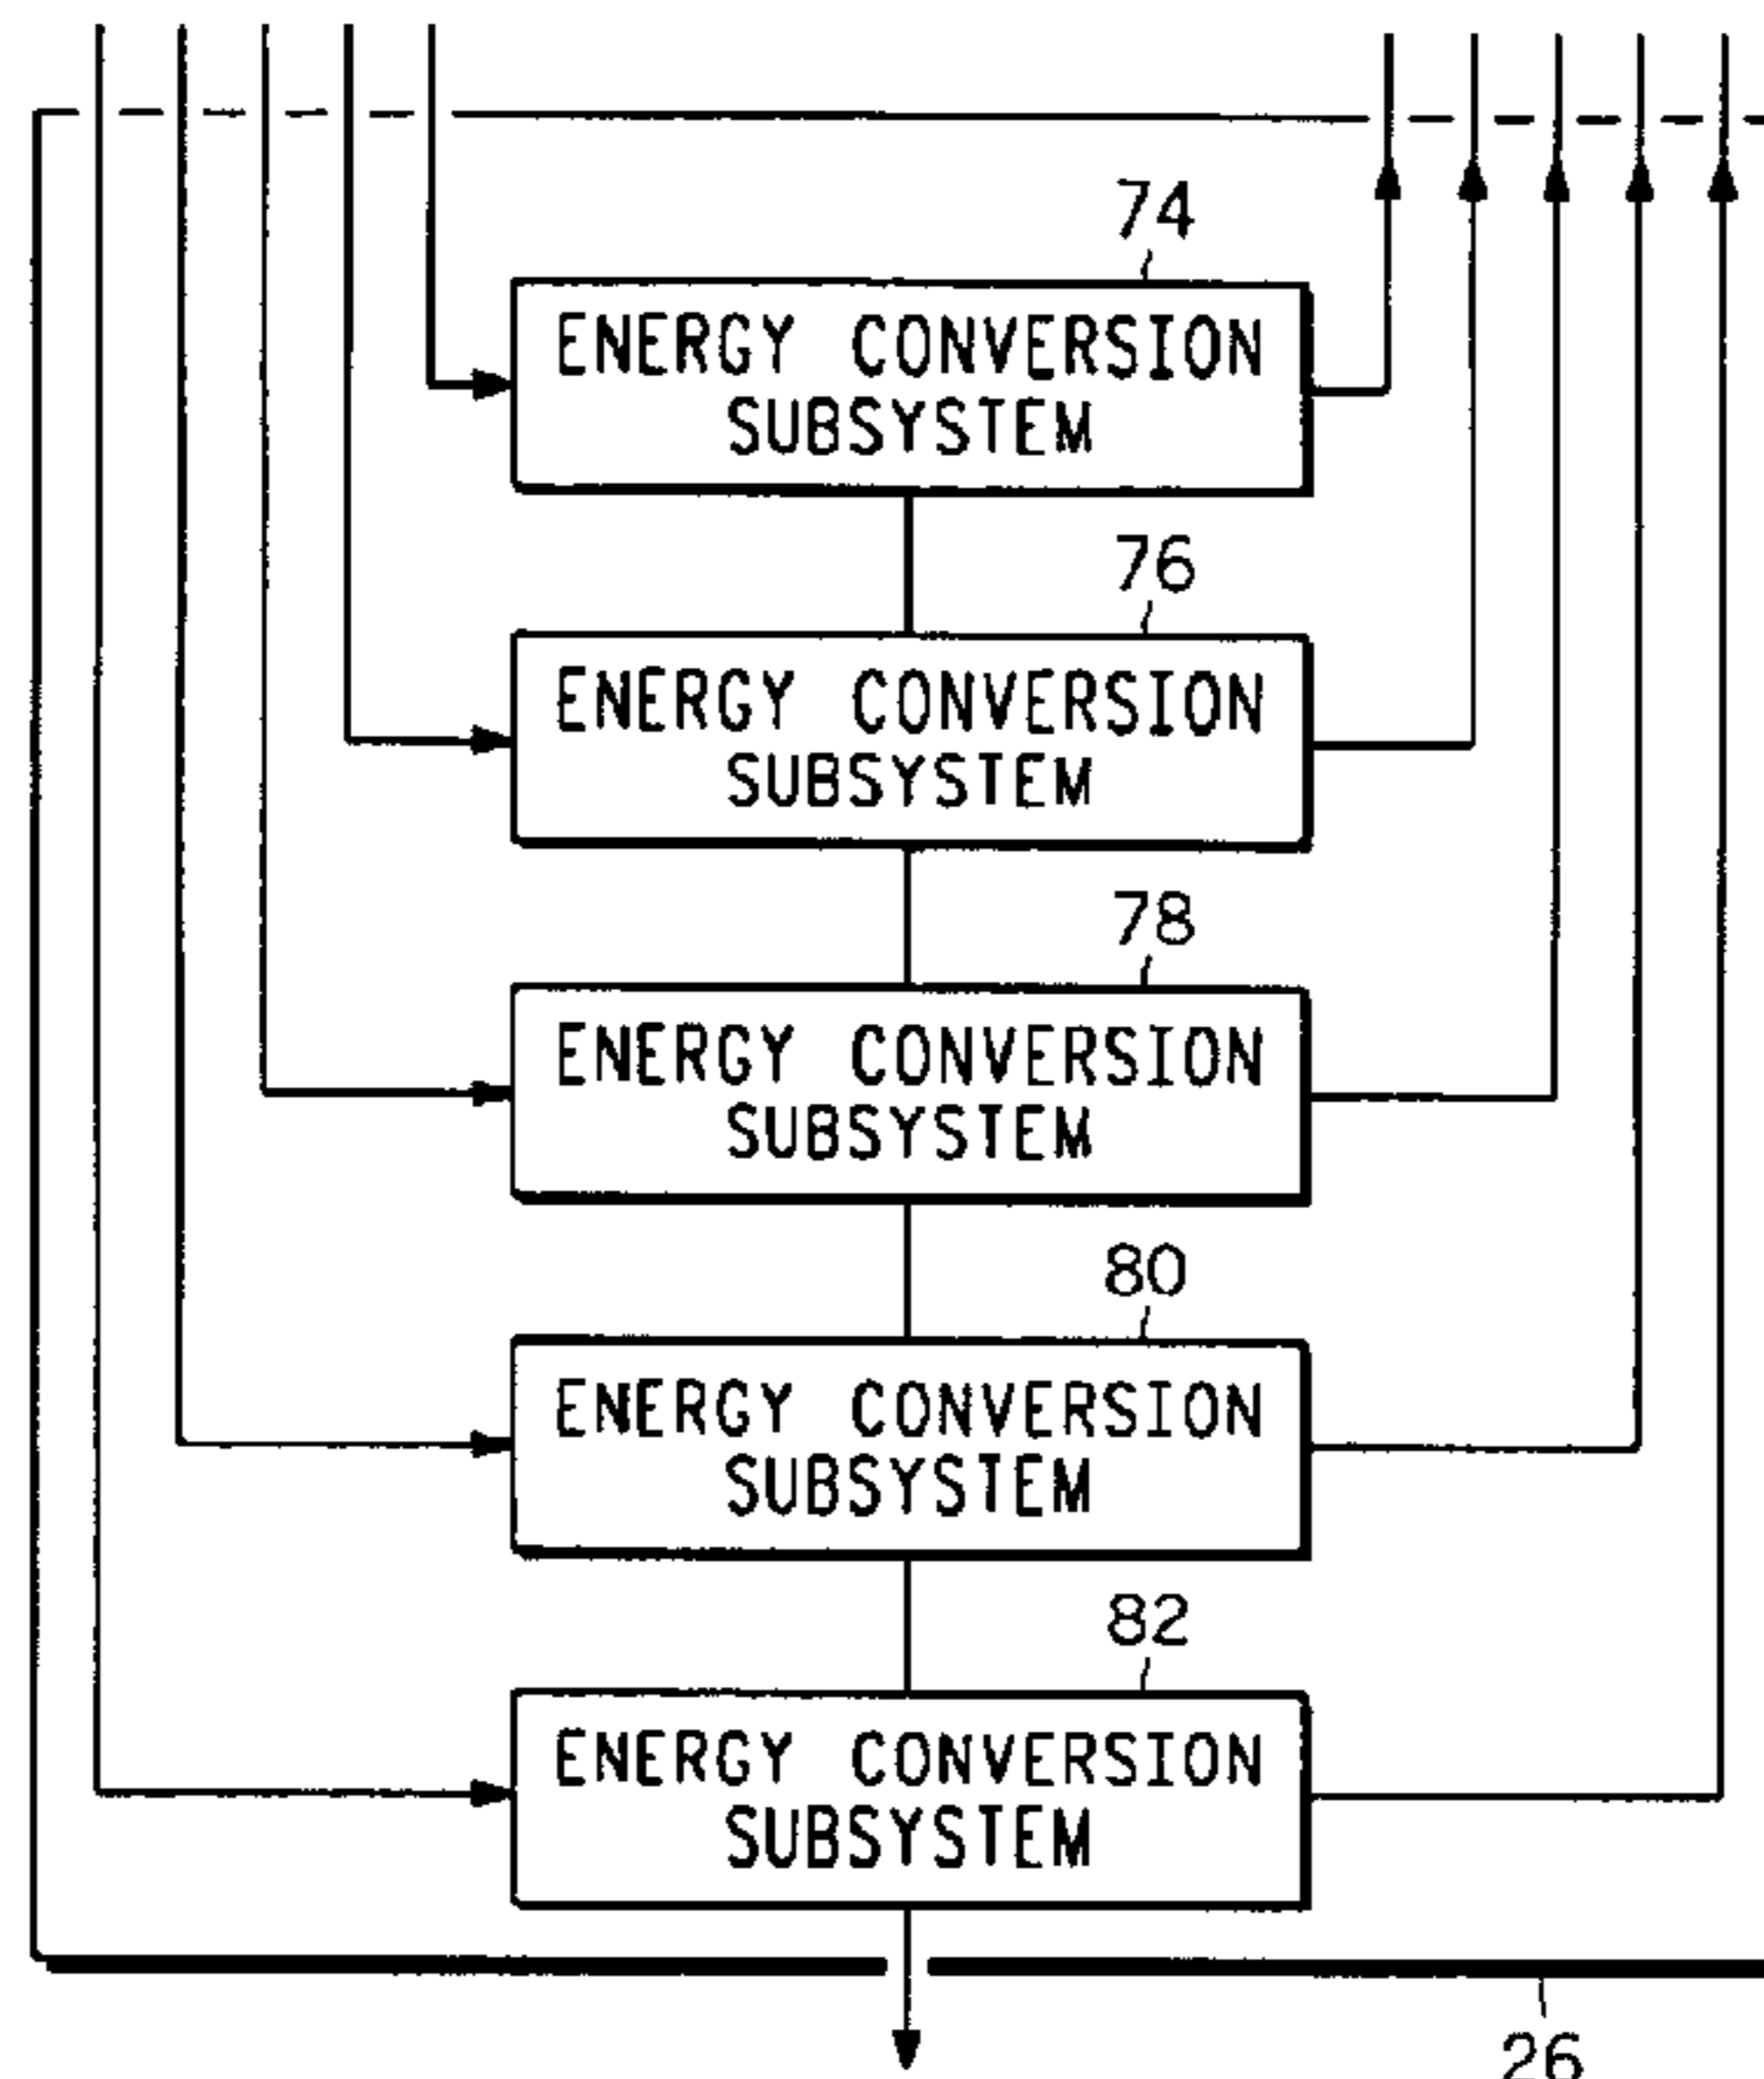 74
ENERGY CONVERSION
SUBSYSTEM
76
ENERGY CONVERSION
SUBSYSTEM
78
ENERGY CONVERSION
SUBSYSTEM
80
ENERGY CONVERSION
SUBSYSTEM
82
ENERGY CONVERSION
SUBSYSTEM
26